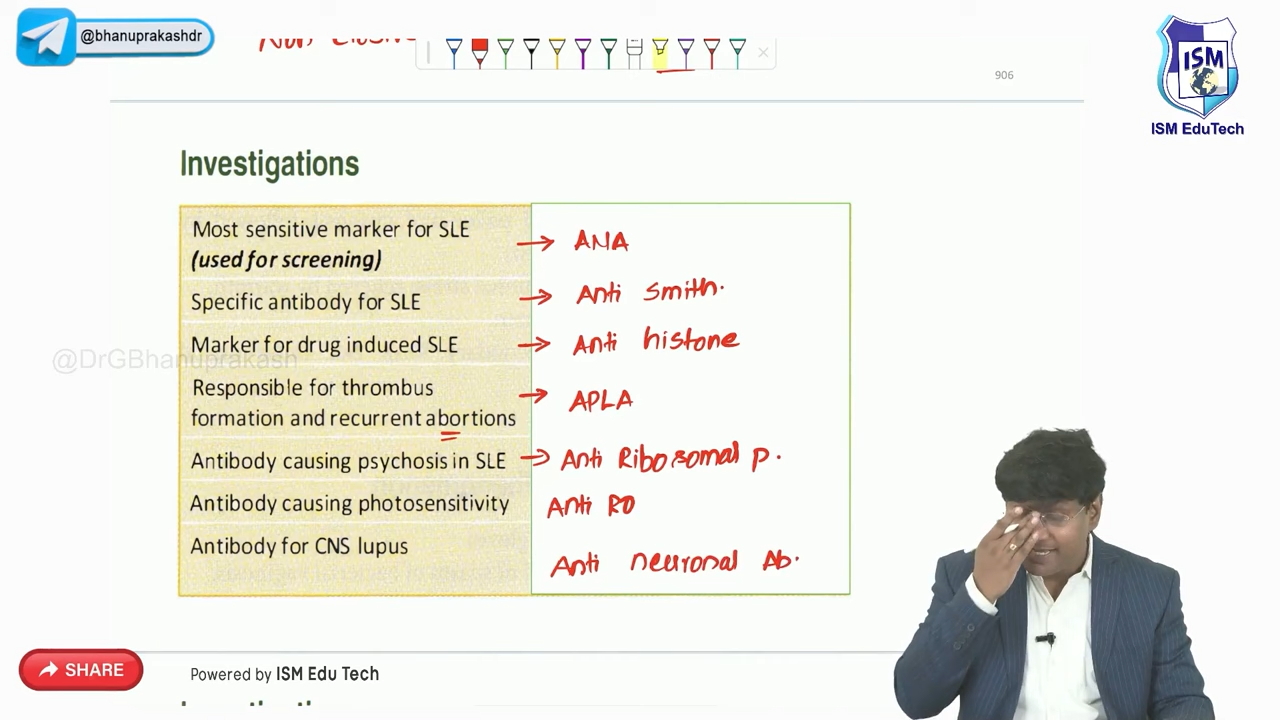 @bhanuprakashdr
Non
906
ISM
ISM EduTech
Investigations
Most sensitive marker for SLE
(used for screening)
→ ANA
Specific antibody for SLE
→ Anti smith.
Marker for drug induced SLE
→ Anti histone
@DrGBhanuprakash
Responsible for thrombus
formation and recurrent abortions
→ APLA
Antibody causing psychosis in SLE
→ Anti Ribosomal p.
Antibody causing photosensitivity
Anti RO
Antibody for CNS lupus
Anti neuronal Ab.
SHARE
Powered by ISM Edu Tech